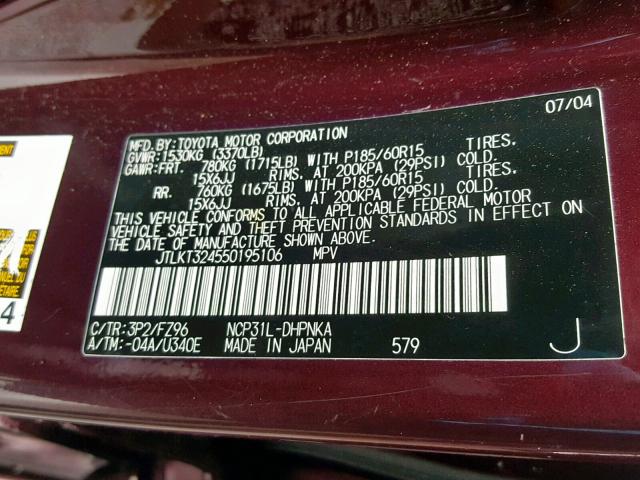 07/04
MFD.BY:TOYOTA MOTOR CORPORATION
GVWR:1530KG (3370LB)
GAWR:FRT. 780KG (1715LB) WITH P185/60R15 TIRES.
15X6JJ RIMS, AT 200KPA (29PSI) COLD
RR. 760KG (1675LB) WITH P185/60R15 TIRES.
15X6JJ RIMS, AT 200KPA (29PSI) COLD
THIS VEHICLE CONFORMS TO ALL APPLICABLE FEDERAL MOTOR
VEHICLE SAFETY AND THEFT PREVENTION STANDARDS IN EFFECT ON
THE DATE OF MANUFACTURE SHOWN ABOVE.
JTLKT324550195106 MPV
C/TR:3P2/FZ96 NCP31L-DHPNKA
A/TM:-04A/U340E MADE IN JAPAN 579 J
4